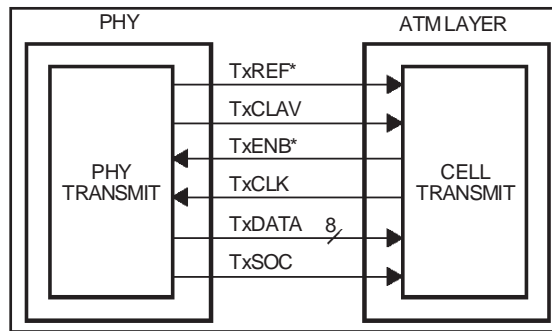 PHY
ATM LAYER
TxREF*
TxCLAV
TxENB*
TxCLK
TxDATA 8
TxSOC
PHY
TRANSMIT
CELL
TRANSMIT